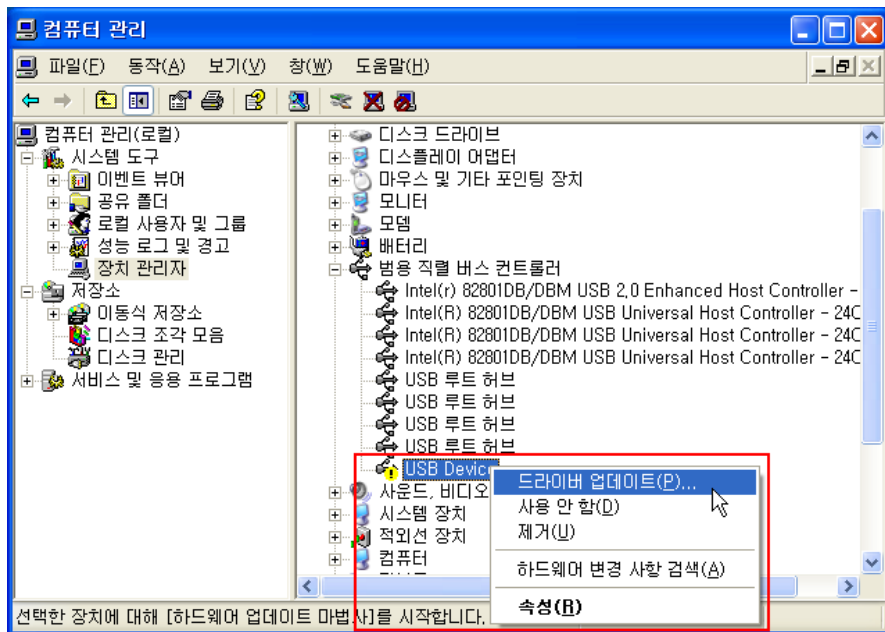 컴퓨터 관리
파일(F) 동작(A) 보기(V) 창(W) 도움말(H)
컴퓨터 관리(로컬)
시스템 도구
이벤트 뷰어
공유 폴더
로컬 사용자 및 그룹
성능 로그 및 경고
장치 관리자
저장소
이동식 저장소
디스크 조각 모음
디스크 관리
서비스 및 응용 프로그램
디스크 드라이브
디스플레이 어댑터
마우스 및 기타 포인팅 장치
모니터
모뎀
배터리
범용 직렬 버스 컨트롤러
Intel(r) 82801DB/DBM USB 2.0 Enhanced Host Controller -
Intel(R) 82801DB/DBM USB Universal Host Controller - 24C
Intel(R) 82801DB/DBM USB Universal Host Controller - 24C
Intel(R) 82801DB/DBM USB Universal Host Controller - 24C
USB 루트 허브
USB 루트 허브
USB 루트 허브
USB 루트 허브
USB Device
사운드, 비디오
시스템 장치
적외선 장치
컴퓨터
드라이버 업데이트(P)...
사용 안 함(D)
제거(U)
하드웨어 변경 사항 검색(A)
속성(R)
선택한 장치에 대해 [하드웨어 업데이트 마법사]를 시작합니다.